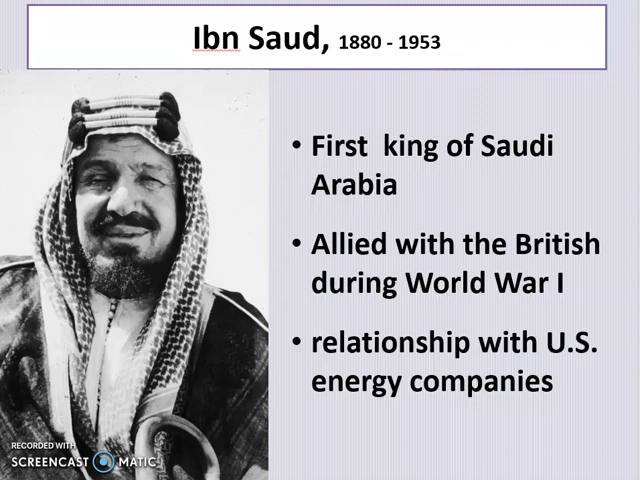 Ibn Saud, 1880 - 1953
• First king of Saudi
Arabia
• Allied with the British
during World War I
• relationship with U.S.
energy companies
RECORDED WITH
SCREENCAST MATIC